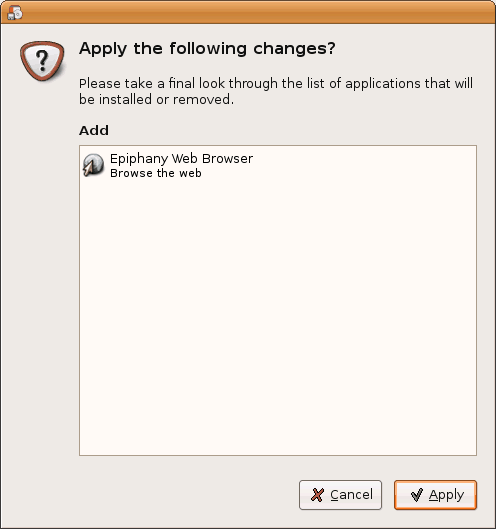 Apply the following changes?
Please take a final look through the list of applications that will
be installed or removed.
Add
Epiphany Web Browser
Browse the web
Cancel
Apply